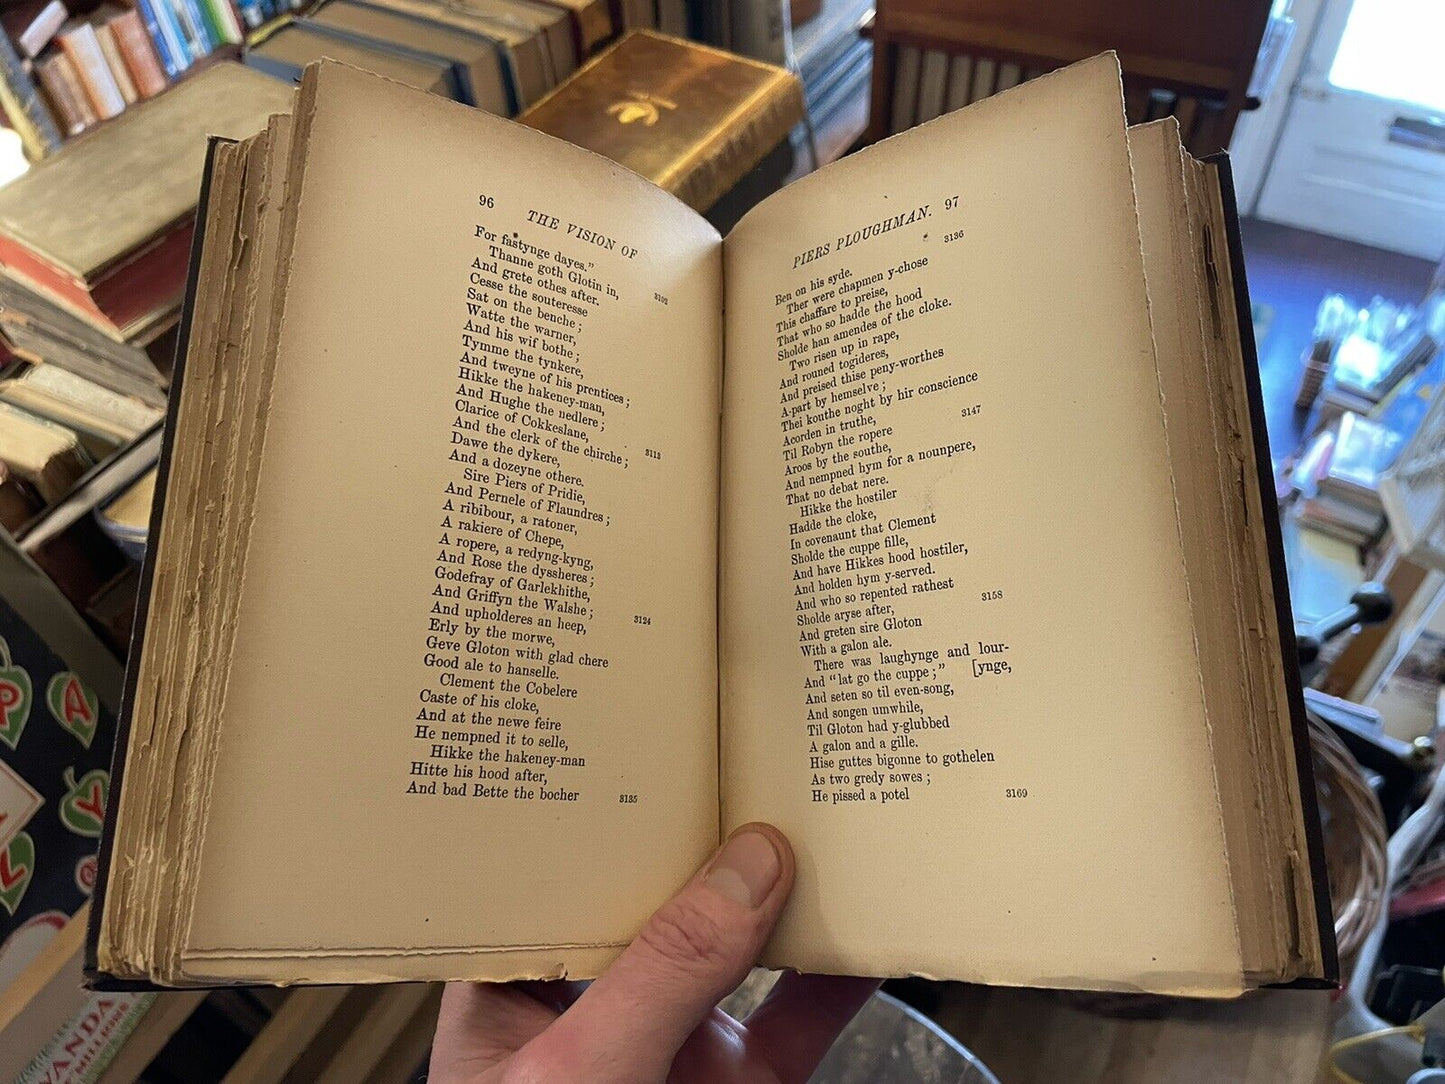 96
THE VISION OF
For fastynge dayes."
Thanne goth Glotin in,
And grete othes after. 3102
Cesse the souteresse
Sat on the benche;
Watte the warner,
And his wif bothe;
Tymme the tynkere,
And tweyne of his prentices;
Hikke the hakeney-man,
And Hughe the nedlere;
Clarice of Cokkeslane,
And the clerk of the chirche; 3113
Dawe the dykere,
And a dozeyne othere.
Sire Piers of Pridie,
And Pernele of Flaundres;
A ribibour, a ratoner,
A rakiere of Chepe,
A ropere, a redyng-kyng,
And Rose the dyssheres;
Godefray of Garlekhithe,
And Griffyn the Walshe;
And upholderes an heep, 3124
Erly by the morwe,
Geve Gloton with glad chere
Good ale to hanselle.
Clement the Cobelere
Caste of his cloke,
And at the newe feire
He nempned it to selle,
Hikke the hakeney-man
Hitte his hood after,
And bad Bette the bocher 3135
PIERS PLOUGHMAN. 97
Ben on his syde. 3136
Ther were chapmen y-chose
This chaffare to preise,
That who so hadde the hood
Sholde han amendes of the cloke.
Two risen up in rape,
And rouned togideres,
And preised thise peny-worthes
A-part by hemselve;
Thei kouthe noght by hir conscience
Acorden in truthe, 3147
Til Robyn the ropere
Aroos by the southe,
And nempned hym for a nounpere,
That no debat nere.
Hikke the hostiler
Hadde the cloke,
In covenaunt that Clement
Sholde the cuppe fille,
And have Hikkes hood hostiler,
And holden hym y-served.
And who so repented rathest
Sholde aryse after, 3158
And greten sire Gloton
With a galon ale.
There was laughynge and lour-
And "lat go the cuppe;" [ynge,
And seten so til even-song,
And songen umwhile,
Til Gloton had y-glubbed
A galon and a gille.
Hise guttes bigonne to gothelen
As two gredy sowes;
He pissed a potel 3169